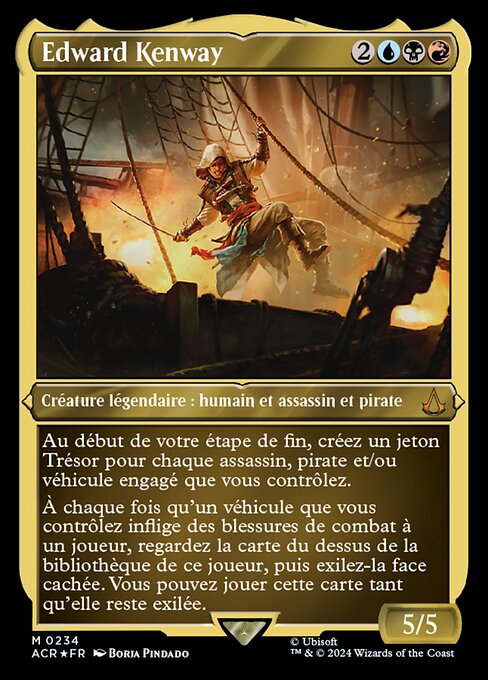 Edward Kenway 2
Créature légendaire : humain et assassin et pirate
Au début de votre étape de fin, créez un jeton
Trésor pour chaque assassin, pirate et/ou
véhicule engagé que vous contrôlez.
À chaque fois qu'un véhicule que vous
contrôlez inflige des blessures de combat à
un joueur, regardez la carte du dessus de la
bibliothèque de ce joueur, puis exilez-la face
cachée. Vous pouvez jouer cette carte tant
qu'elle reste exilée.
5/5
M 0234
ACR★FR Borja Pindado
© Ubisoft
™ & © 2024 Wizards of the Coast